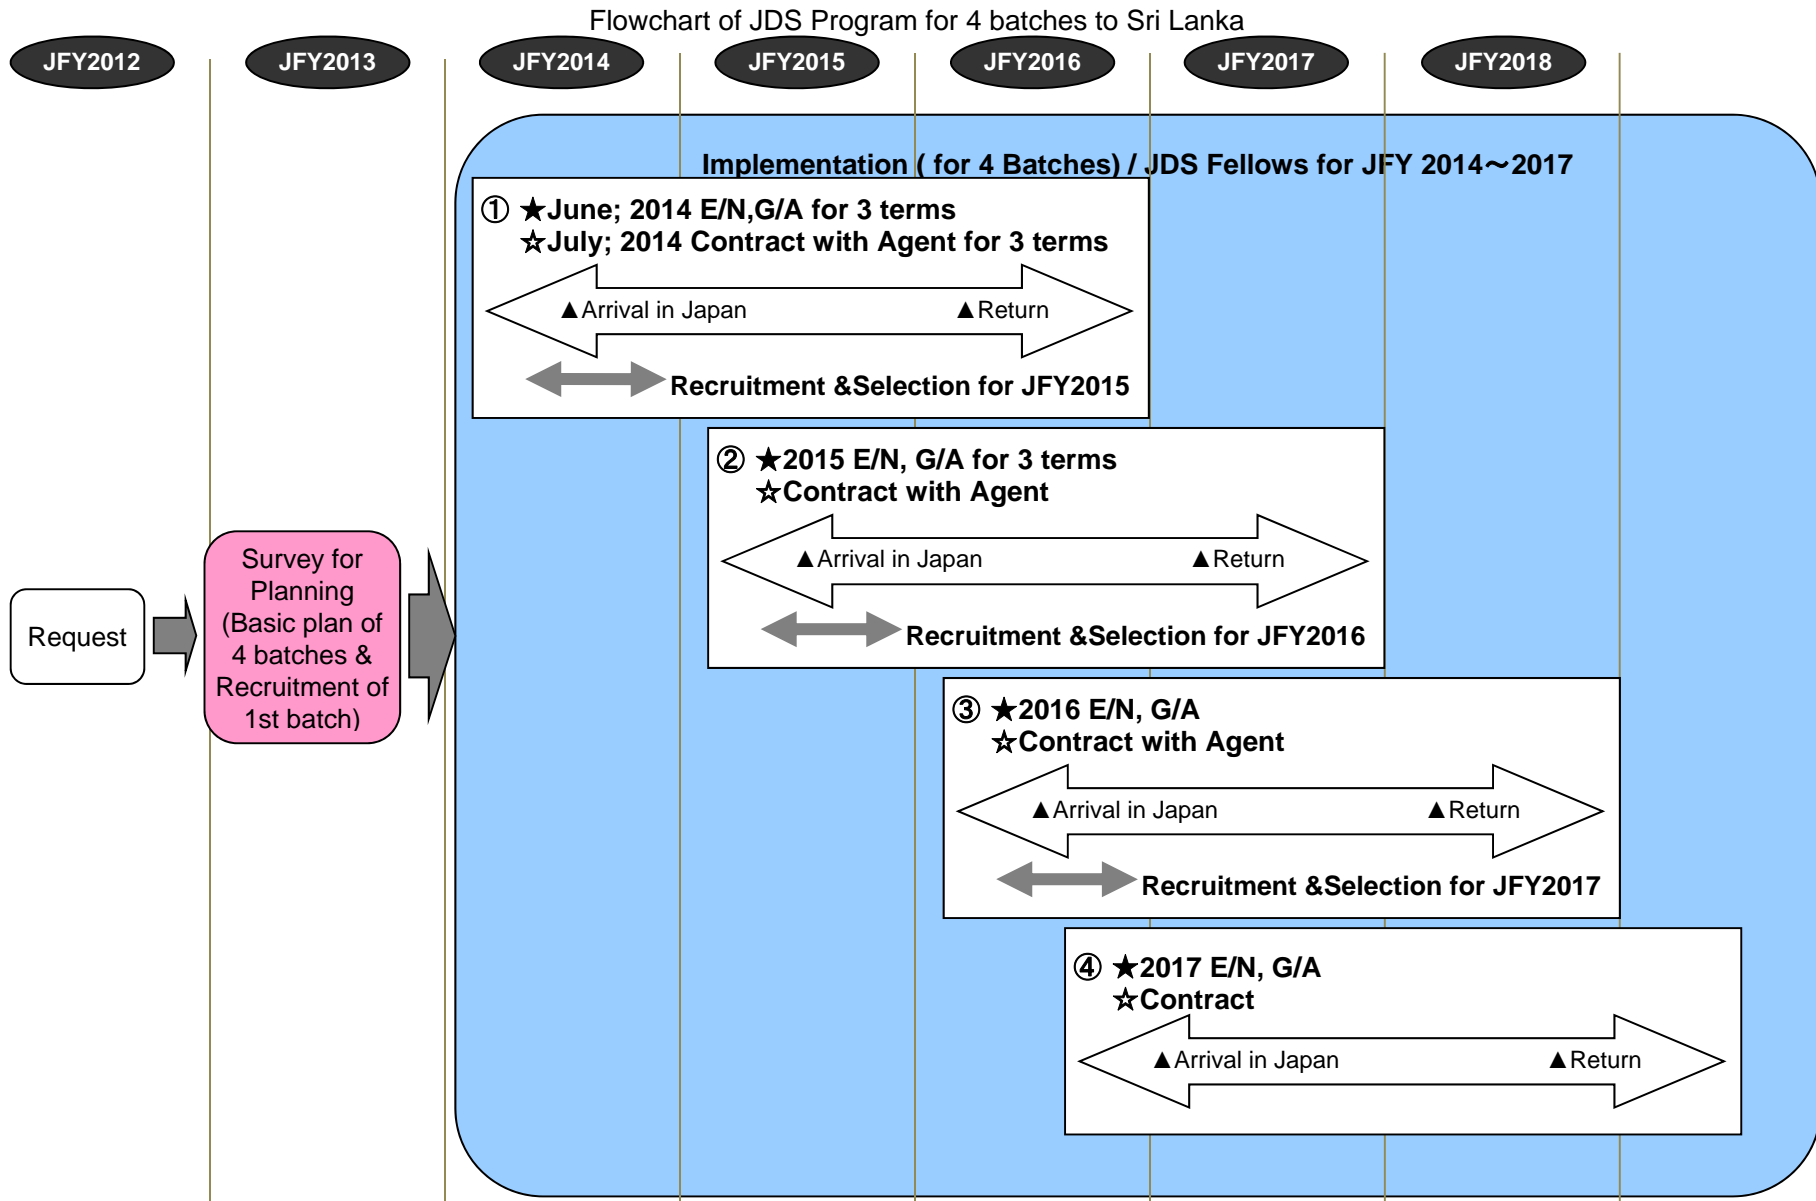 Flowchart of JDS Program for 4 batches to Sri Lanka
JFY2012
JFY2013
JFY2014
JFY2015
JFY2016
JFY2017
JFY2018
Implementation ( for 4 Batches) / JDS Fellows for JFY 2014～2017
① ★June; 2014 E/N,G/A for 3 terms
☆July; 2014 Contract with Agent for 3 terms
▲Arrival in Japan
▲Return
Recruitment &Selection for JFY2015
② ★2015 E/N, G/A for 3 terms
☆Contract with Agent
▲Arrival in Japan
▲Return
Recruitment &Selection for JFY2016
Request
Survey for
Planning
(Basic plan of
4 batches &
Recruitment of
1st batch)
③ ★2016 E/N, G/A
☆Contract with Agent
▲Arrival in Japan
▲Return
Recruitment &Selection for JFY2017
④ ★2017 E/N, G/A
☆Contract
▲Arrival in Japan
▲Return